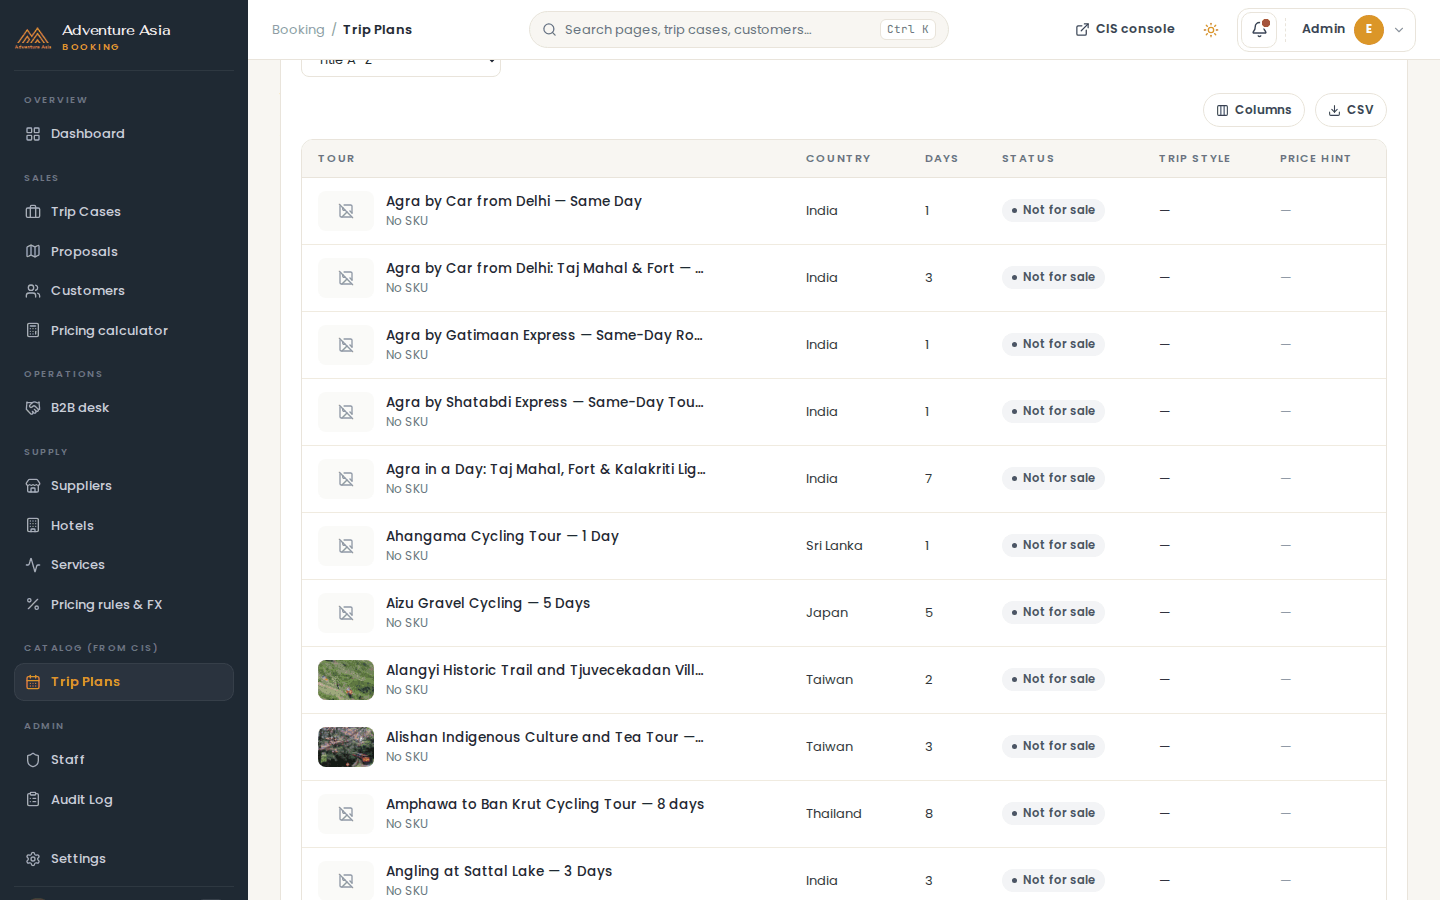 Adventure Asia
BOOKING
Adventure Asia
OVERVIEW
Dashboard
SALES
Trip Cases
Proposals
Customers
Pricing calculator
OPERATIONS
B2B desk
SUPPLY
Suppliers
Hotels
Services
Pricing rules & FX
CATALOG (FROM CIS)
Trip Plans
ADMIN
Staff
Audit Log
Settings
Booking / Trip Plans
Search pages, trip cases, customers...
Ctrl K
CIS console
Admin
E
Title A-Z
Columns
CSV
TOUR COUNTRY DAYS STATUS TRIP STYLE PRICE HINT
Agra by Car from Delhi — Same Day
No SKU
India 1 Not for sale — —
Agra by Car from Delhi: Taj Mahal & Fort — …
No SKU
India 3 Not for sale — —
Agra by Gatimaan Express — Same-Day Ro…
No SKU
India 1 Not for sale — —
Agra by Shatabdi Express — Same-Day Tou…
No SKU
India 1 Not for sale — —
Agra in a Day: Taj Mahal, Fort & Kalakriti Lig…
No SKU
India 7 Not for sale — —
Ahangama Cycling Tour — 1 Day
No SKU
Sri Lanka 1 Not for sale — —
Aizu Gravel Cycling — 5 Days
No SKU
Japan 5 Not for sale — —
Alangyi Historic Trail and Tjuvecekadan Vill…
No SKU
Taiwan 2 Not for sale — —
Alishan Indigenous Culture and Tea Tour —…
No SKU
Taiwan 3 Not for sale — —
Amphawa to Ban Krut Cycling Tour — 8 days
No SKU
Thailand 8 Not for sale — —
Angling at Sattal Lake — 3 Days
No SKU
India 3 Not for sale — —